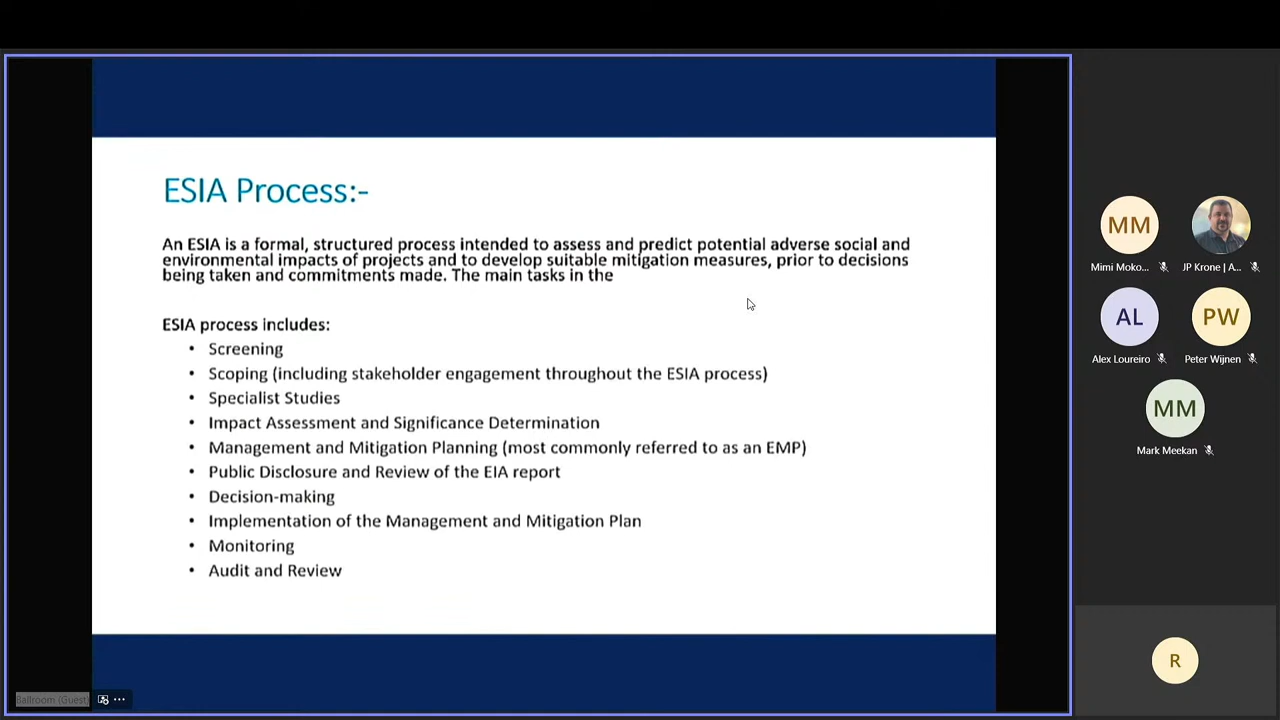 ESIA Process:-
An ESIA is a formal, structured process intended to assess and predict potential adverse social and
environmental impacts of projects and to develop suitable mitigation measures, prior to decisions
being taken and commitments made. The main tasks in the
ESIA process includes:
• Screening
• Scoping (including stakeholder engagement throughout the ESIA process)
• Specialist Studies
• Impact Assessment and Significance Determination
• Management and Mitigation Planning (most commonly referred to as an EMP)
• Public Disclosure and Review of the EIA report
• Decision-making
• Implementation of the Management and Mitigation Plan
• Monitoring
• Audit and Review
MM
Mimi Moko...
JP Krone | A...
AL
PW
Alex Loureiro
Peter Wijnen
MM
Mark Meekan
R
Ballroom (Guest)